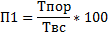 П1 = Тпор / Твс * 100